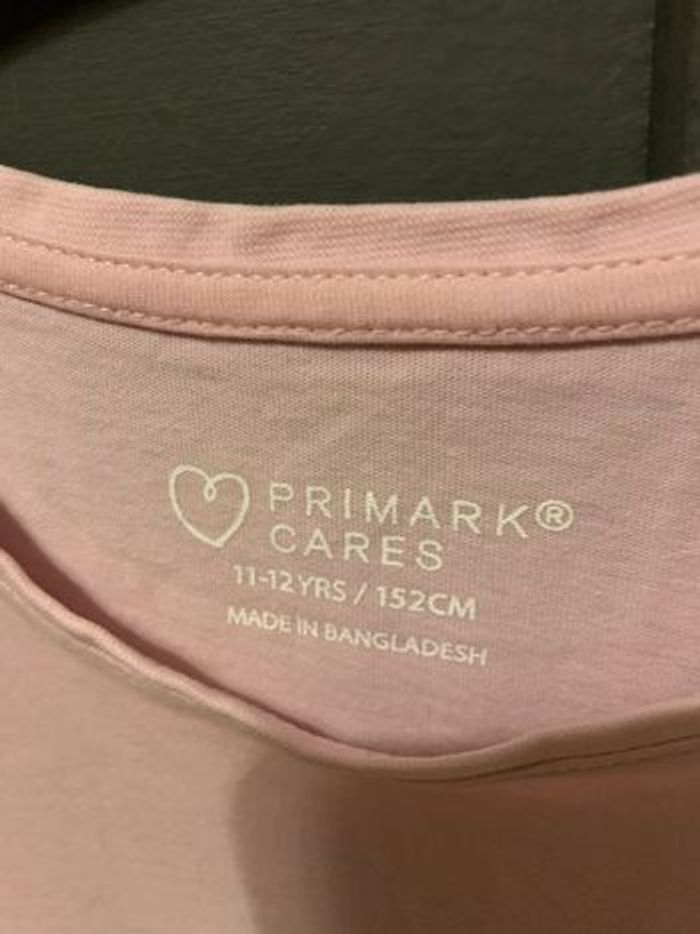 PRIMARK®
CARES
11-12YRS / 152CM
MADE IN BANGLADESH